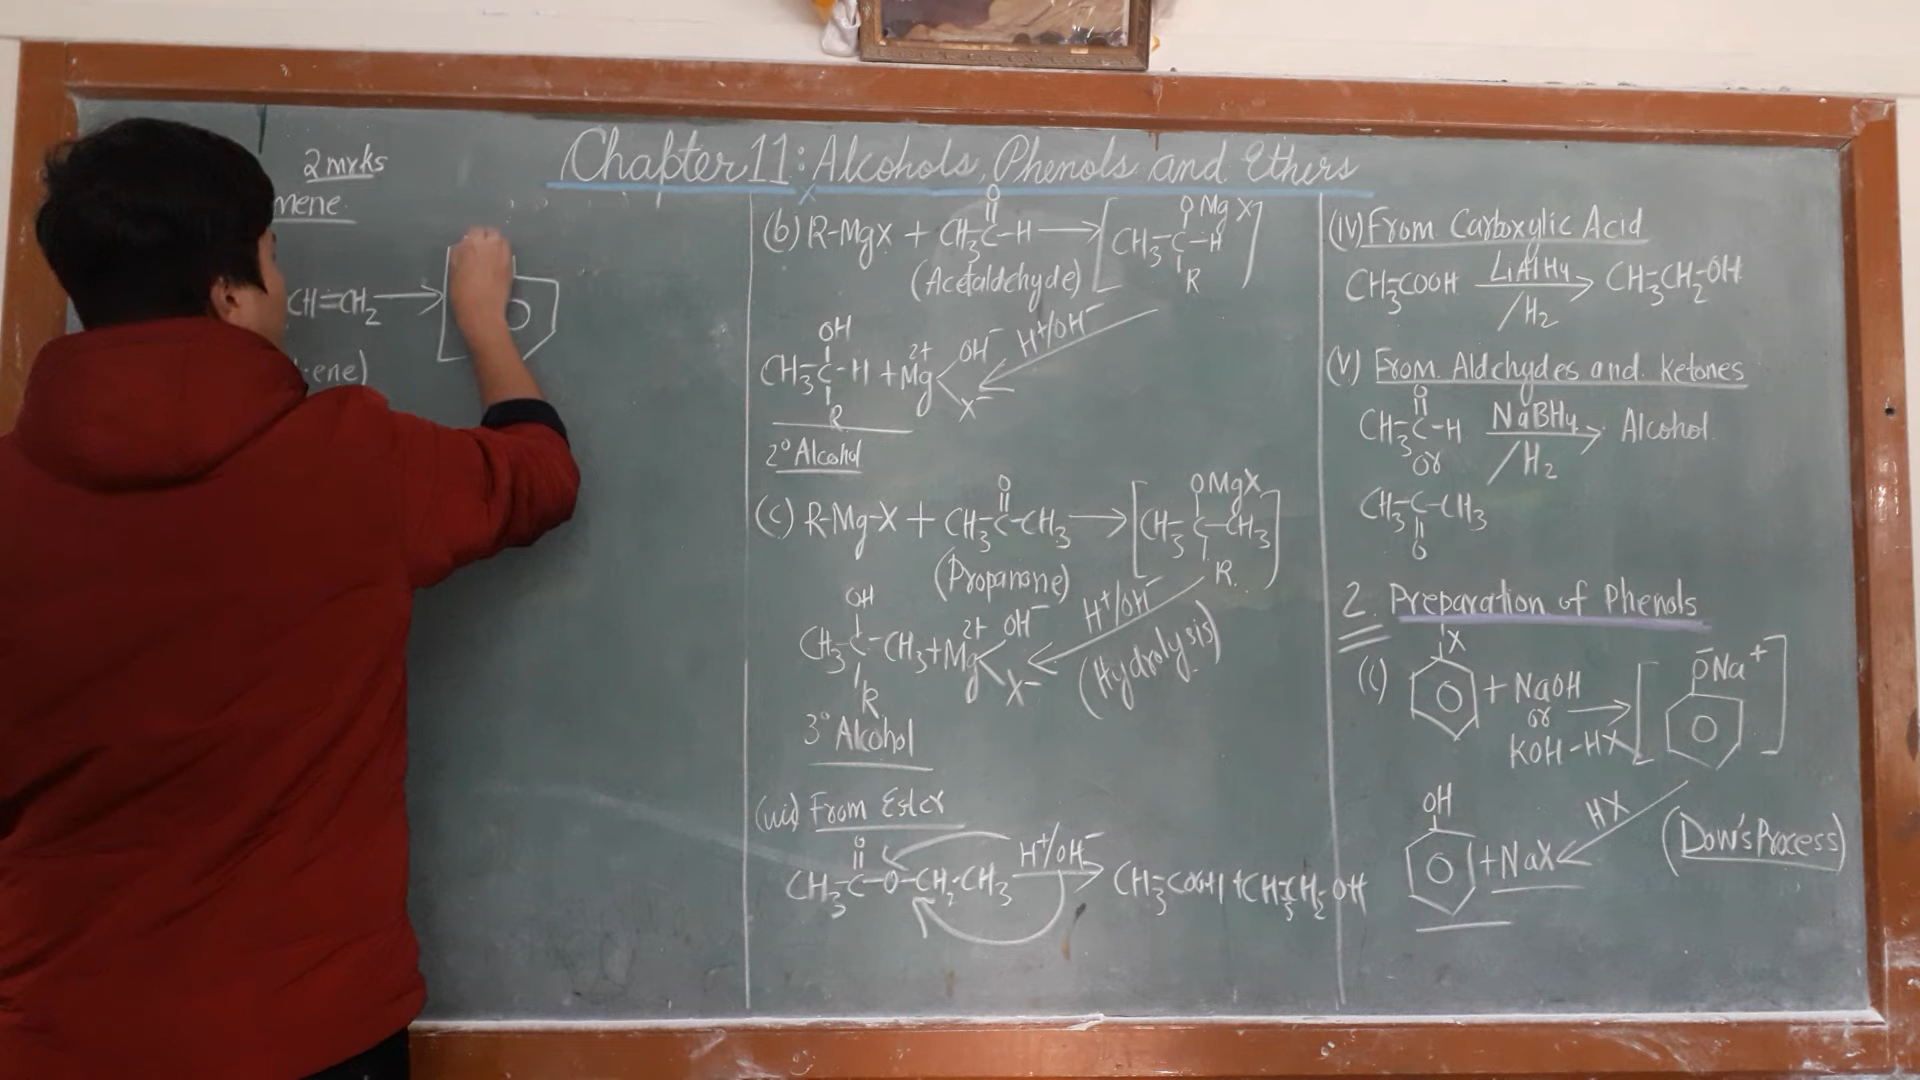 Chapter 11: Alcohols, Phenols and Ethers
2 mrks
mene
CH=CH2 →
ene)
(b) R-MgX + CH3-C-H → [CH3-C-H]
O
O Mg X
R
(Acetaldehyde)
H+/OH-
OH
CH3-C-H + Mg2+ OH- X-
R
2° Alcohol
(c) R-Mg-X + CH3-C-CH3 → [CH3-C-CH3]
O
OMgX
R.
(Propanone)
H+/OH-
(Hydrolysis)
OH
CH3-C-CH3 + Mg2+ OH- X-
R
3° Alcohol
(iii) From Ester
O
CH3-C-O-CH2-CH3 H+/OH- → CH3-COOH + CH3CH2-OH
(iv) From Carboxylic Acid
CH3-COOH LiAlH4 /H2 → CH3-CH2-OH
(v) From Aldehydes and Ketones
O
CH3-C-H NaBH4 /H2 → Alcohol
or
CH3-C-CH3
O
2. Preparation of Phenols
X
(i) + NaOH or KOH -HX → [O-Na+]
HX
(Dow's Process)
OH
+ NaX